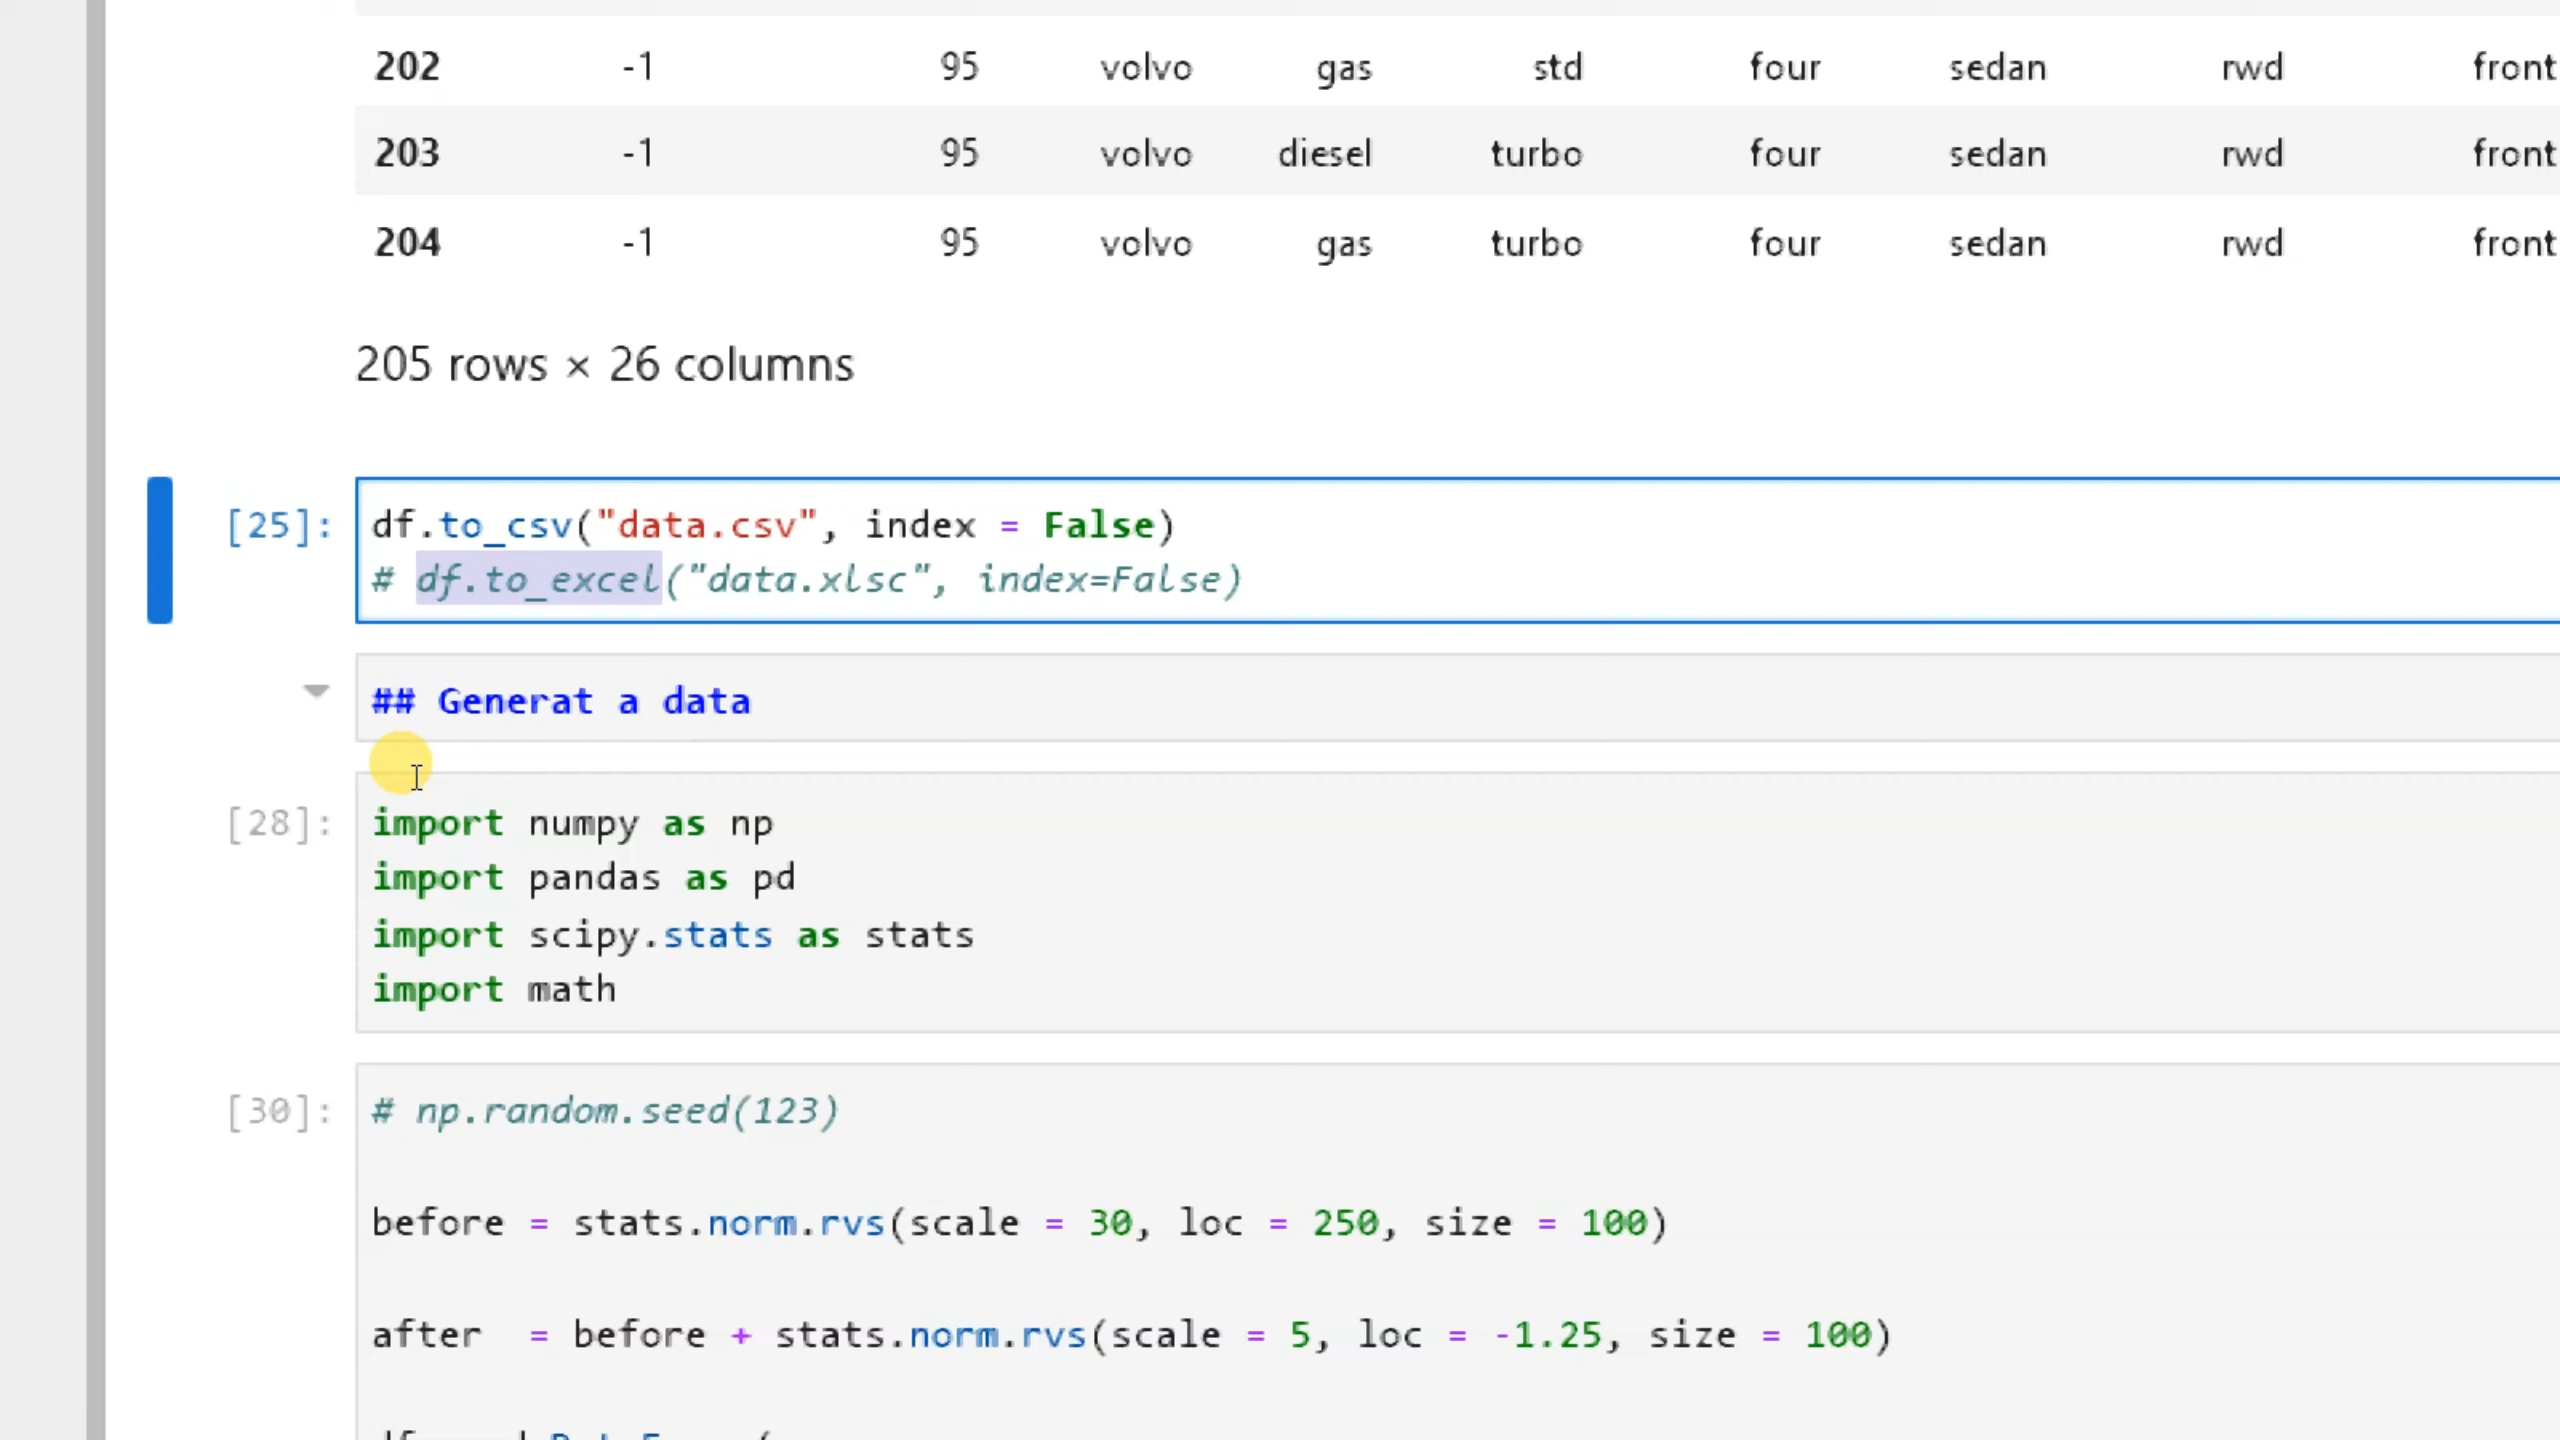 202 -1 95 volvo gas std four sedan rwd front
203 -1 95 volvo diesel turbo four sedan rwd front
204 -1 95 volvo gas turbo four sedan rwd front
205 rows × 26 columns
[25]: df.to_csv("data.csv", index = False)
# df.to_excel("data.xlsc", index=False)
## Generat a data
[28]: import numpy as np
import pandas as pd
import scipy.stats as stats
import math
[30]: # np.random.seed(123)
before = stats.norm.rvs(scale = 30, loc = 250, size = 100)
after  = before + stats.norm.rvs(scale = 5, loc = -1.25, size = 100)